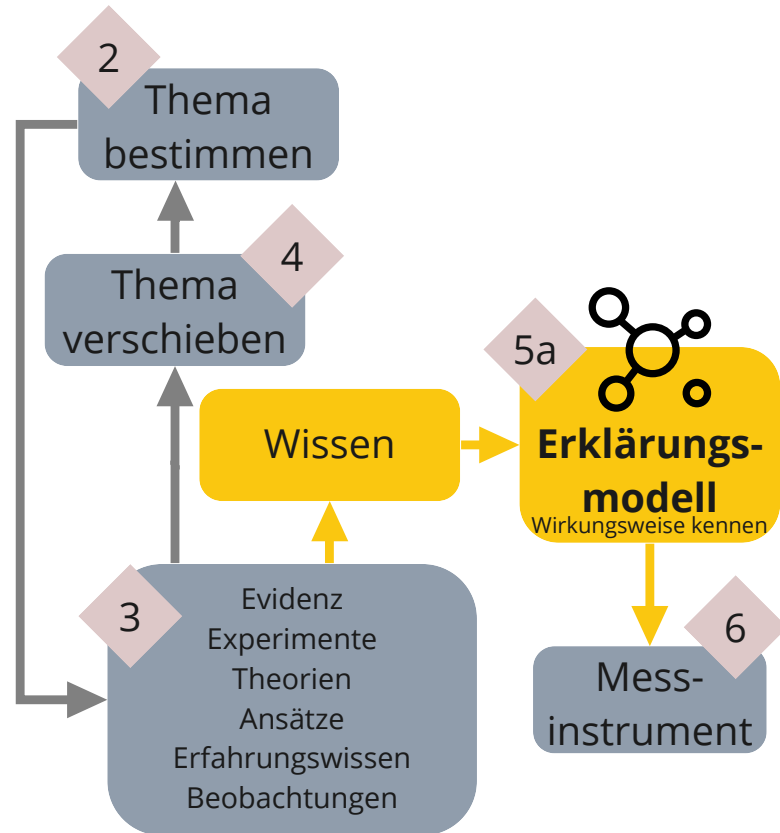 2
Thema
bestimmen
4
Thema
verschieben
5a
Wissen
Erklärungs-
modell
Wirkungsweise kennen
3
Evidenz
Experimente
Theorien
Ansätze
Erfahrungswissen
Beobachtungen
6
Mess-
instrument